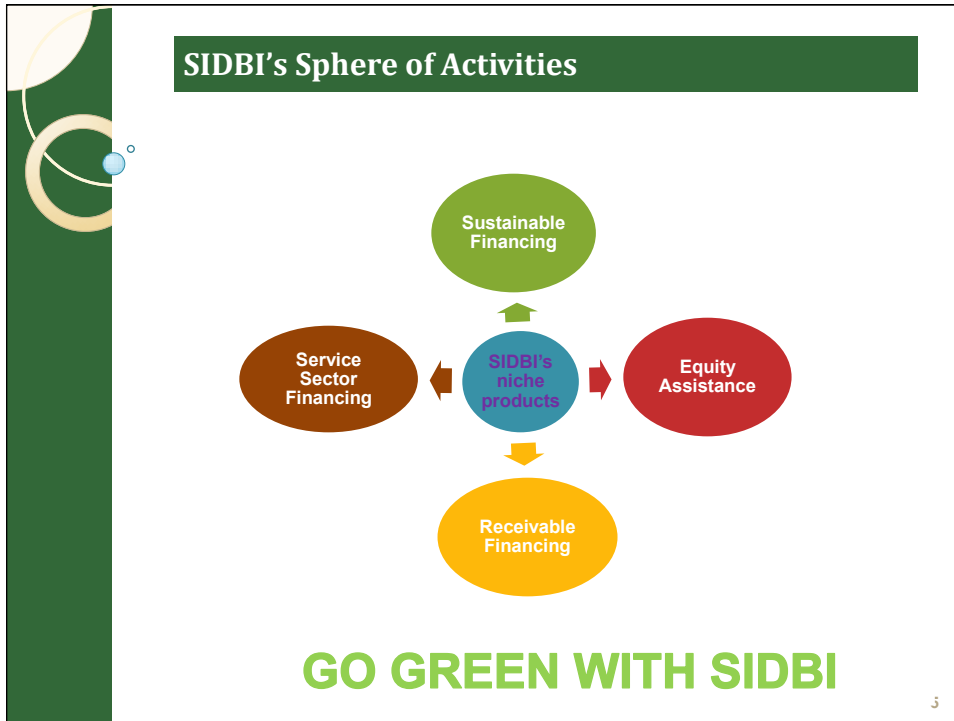 SIDBI’s Sphere of Activities
Sustainable
Financing
Service
Sector
Financing
SIDBI’s
niche
products
Equity
Assistance
Receivable
Financing
GO GREEN WITH SIDBI